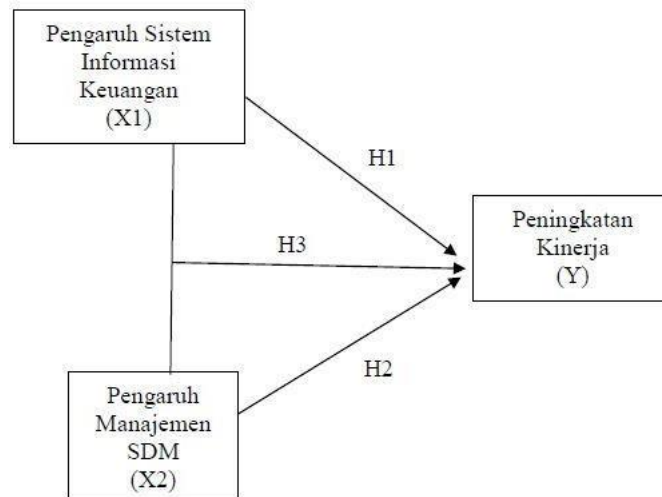 Pengaruh Sistem
Informasi
Keuangan
(X1)
H1
Peningkatan
Kinerja
(Y)
H3
H2
Pengaruh
Manajemen
SDM
(X2)